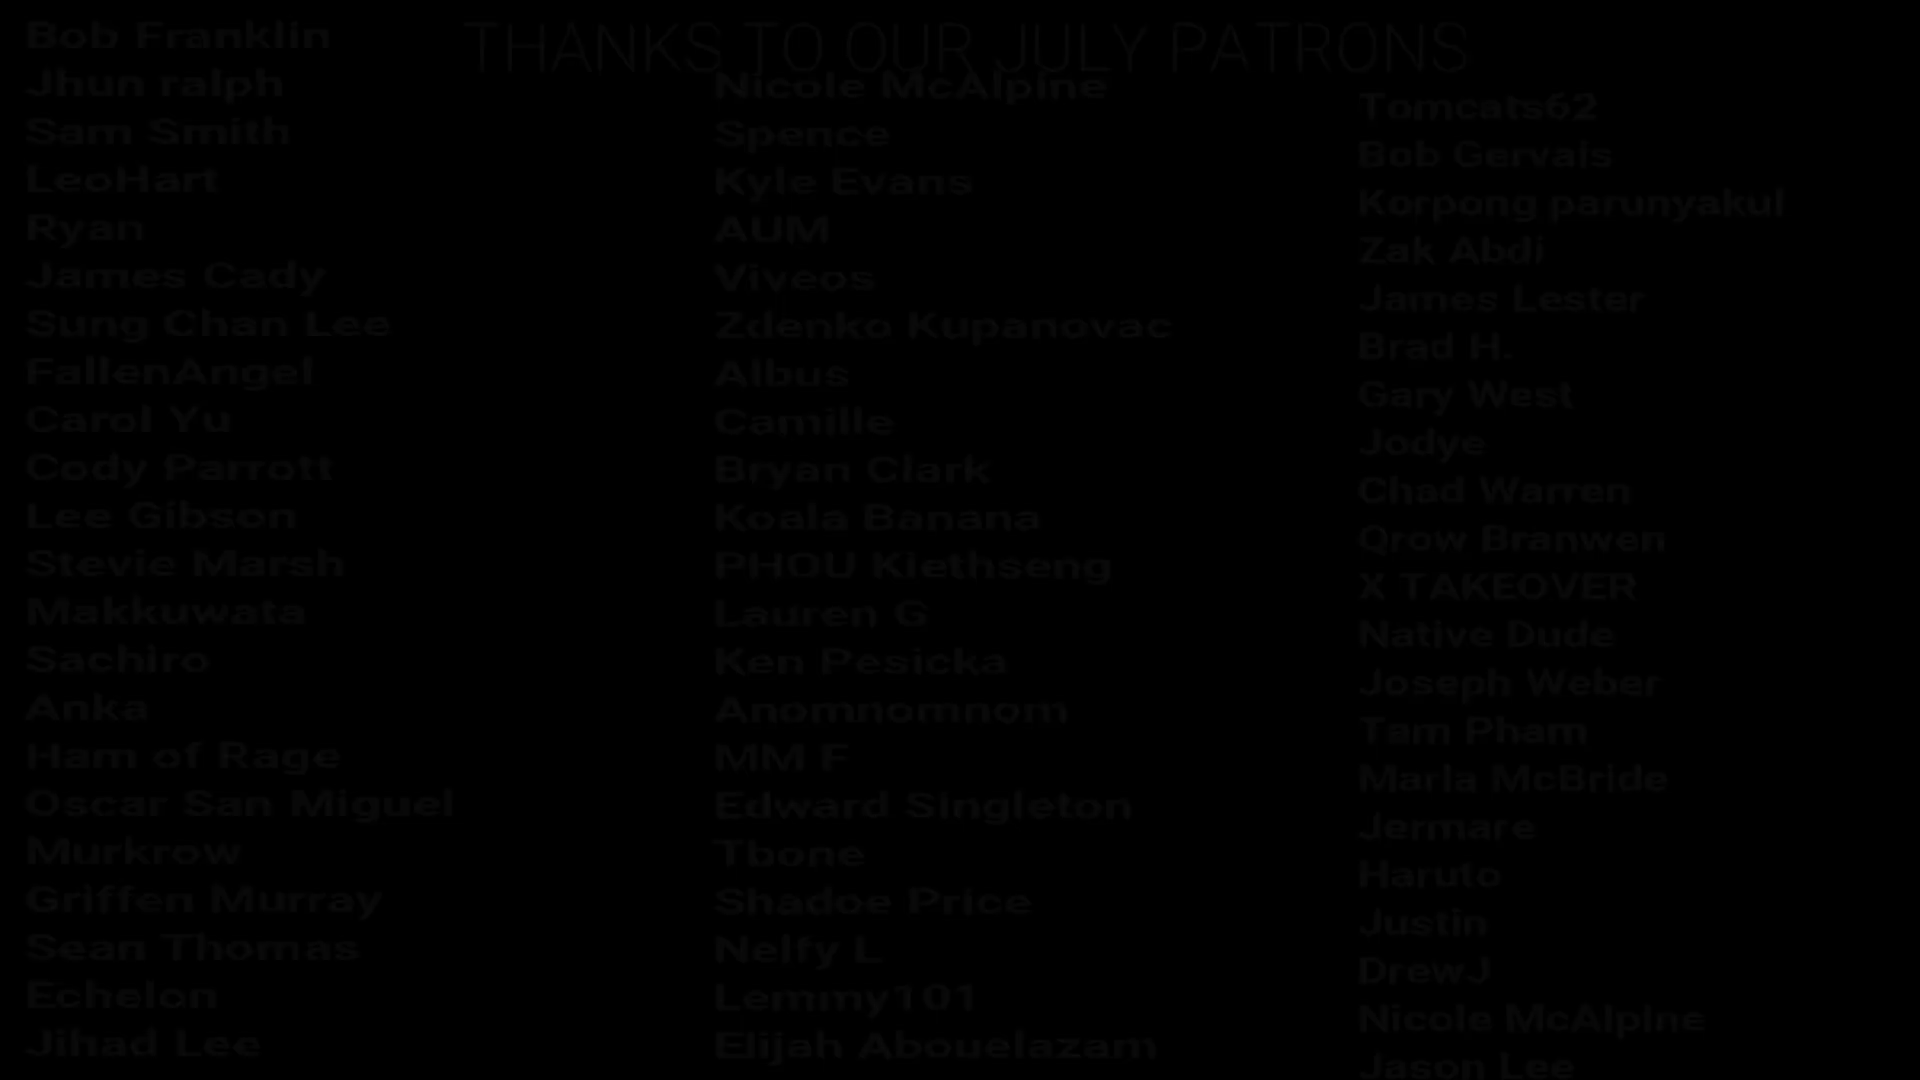 THANKS TO OUR JULY PATRONS
Bob Franklin
Jhun ralph
Sam Smith
LeoHart
Ryan
James Cady
Sung Chan Lee
FallenAngel
Carol Yu
Cody Parrott
Lee Gibson
Stevie Marsh
Makkuwata
Sachiro
Anka
Ham of Rage
Oscar San Miguel
Murkrow
Griffen Murray
Sean Thomas
Echelon
Jihad Lee
Nicole McAlpine
Spence
Kyle Evans
AUM
Viveos
Zdenko Kupanovac
Albus
Camille
Bryan Clark
Koala Banana
PHOU Kiethseng
Lauren G
Ken Pesicka
Anomnomnom
MM F
Edward Singleton
Tbone
Shadoe Price
Nelfy L
Lemmy101
Elijah Abouelazam
Tomcats62
Bob Gervais
Korpong parunyakul
Zak Abdi
James Lester
Brad H.
Gary West
Jodye
Chad Warren
Qrow Branwen
X TAKEOVER
Native Dude
Joseph Weber
Tam Pham
Marla McBride
Jermare
Haruto
Justin
DrewJ
Nicole McAlpine
Jason Lee